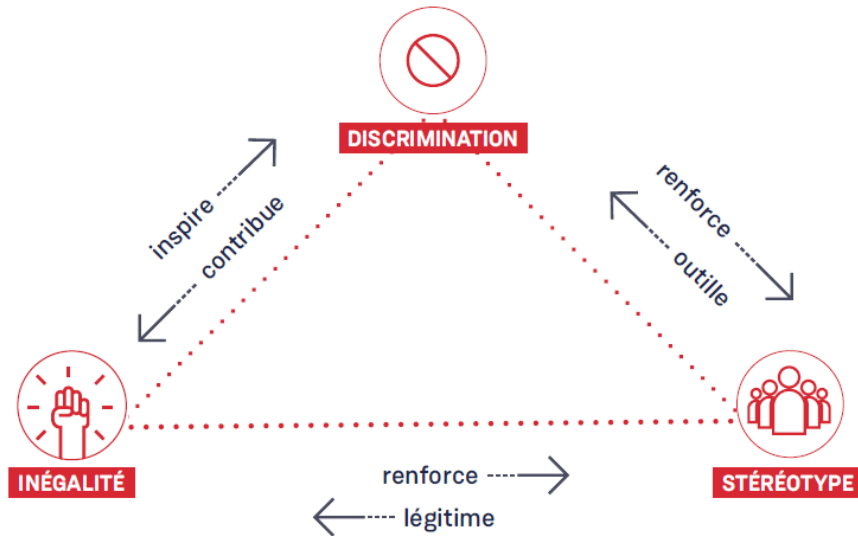 DISCRIMINATION
inspire
contribue
renforce
outille
INÉGALITÉ
STÉRÉOTYPE
renforce
légitime